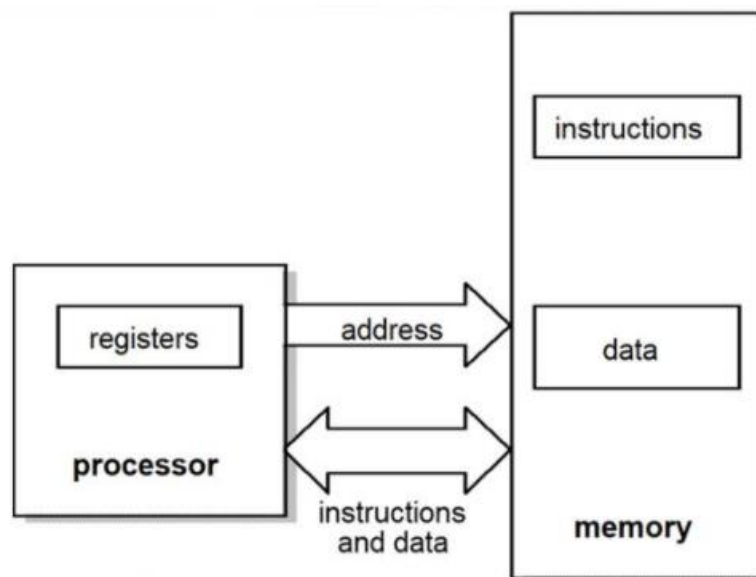 instructions
registers
address
data
processor
instructions
and data
memory